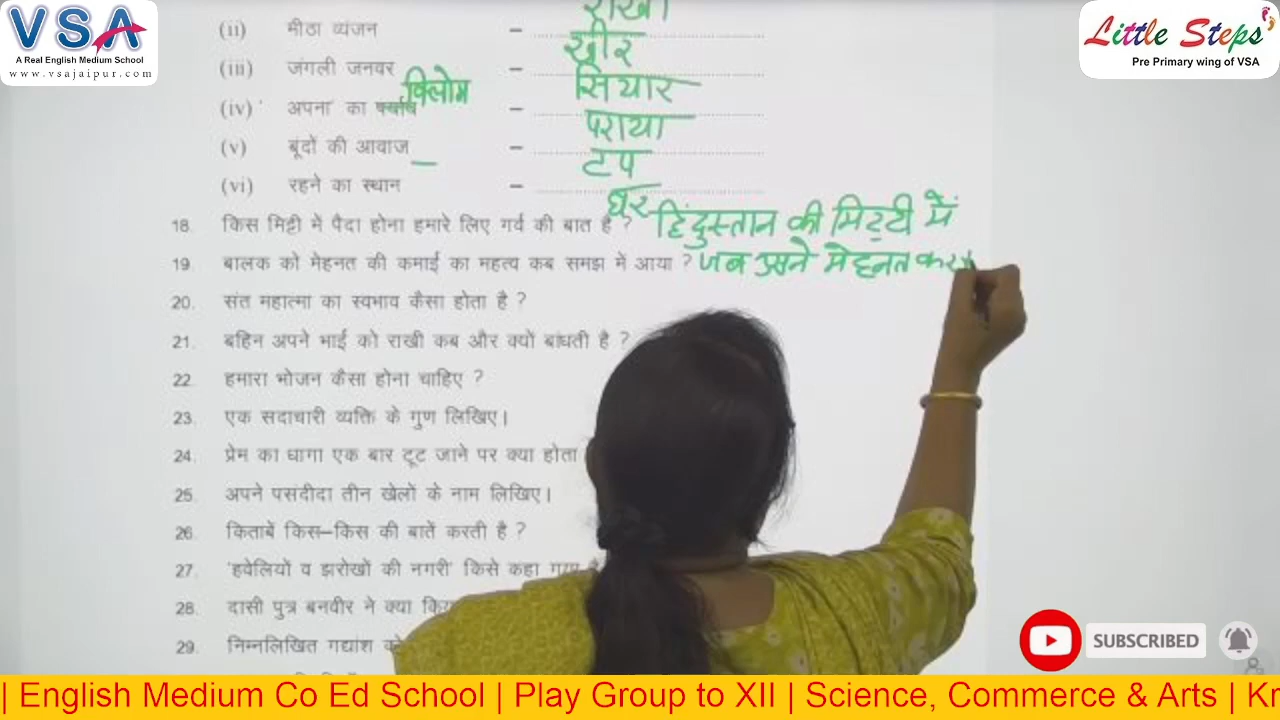 VSA
A Real English Medium School
www.vsajaipur.com
Little Steps
Pre Primary wing of VSA
राखी
(ii) मीठा व्यंजन – खीर
(iii) जंगली जनवर – सियार
(iv) ' अपना' का पर्याय विलोम – पराया
(v) बूंदों की आवाज – टप
(vi) रहने का स्थान – घर
18. किस मिट्टी में पैदा होना हमारे लिए गर्व की बात है ? हिंदुस्तान की मिट्टी में
19. बालक को मेहनत की कमाई का महत्व कब समझ में आया ? जब उसने मेहनत
20. संत महात्मा का स्वभाव कैसा होता है ?
21. बहिन अपने भाई को राखी कब और क्यों बांधती है ?
22. हमारा भोजन कैसा होना चाहिए ?
23. एक सदाचारी व्यक्ति के गुण लिखिए।
24. प्रेम का धागा एक बार टूट जाने पर क्या होता
25. अपने पसंदीदा तीन खेलों के नाम लिखिए।
26. किताबें किस–किस की बातें करती है ?
27. 'हवेलियों व झरोखों की नगरी' किसे कहा गया है
28. दासी पुत्र बनवीर ने क्या
29. निम्नलिखित गद्यांश को
SUBSCRIBED
| English Medium Co Ed School | Play Group to XII | Science, Commerce & Arts | Kr